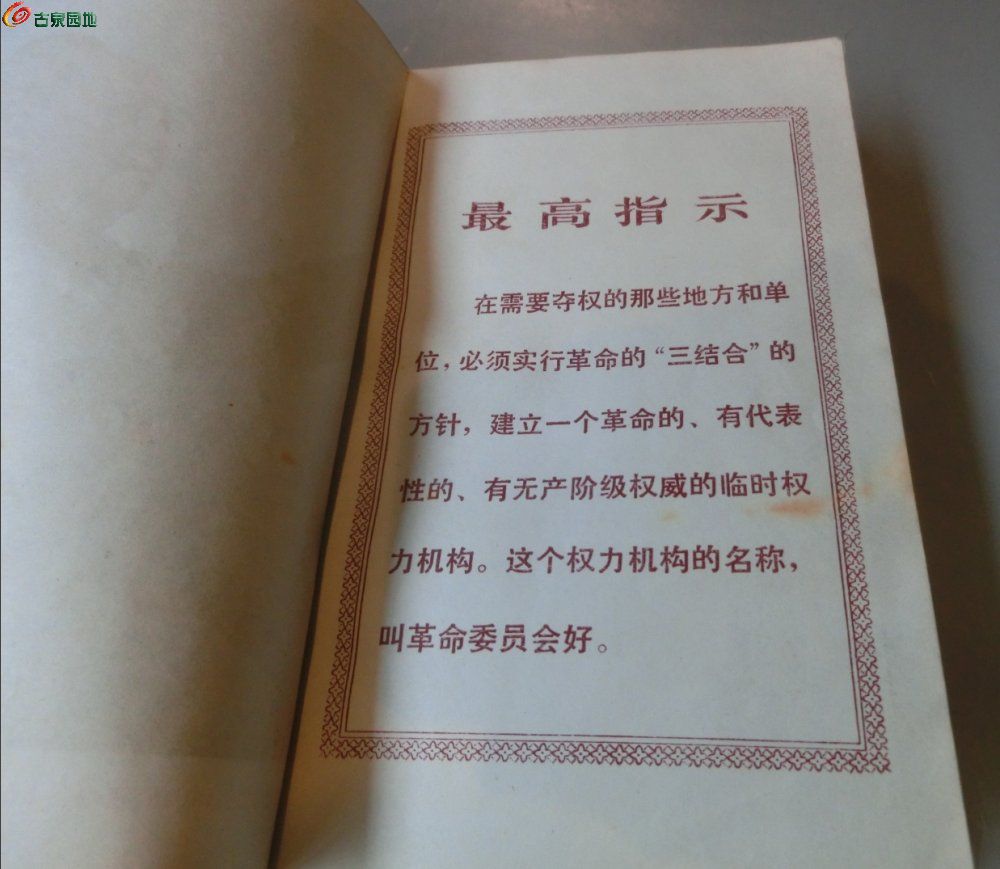 古泉园地
最高指示
在需要夺权的那些地方和单
位，必须实行革命的“三结合”的
方针，建立一个革命的、有代表
性的、有无产阶级权威的临时权
力机构。这个权力机构的名称，
叫革命委员会好。